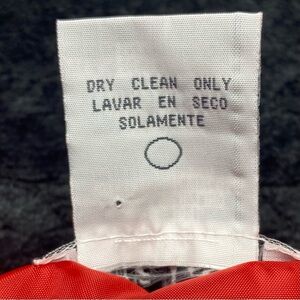 DRY CLEAN ONLY
LAVAR EN SECO
SOLAMENTE